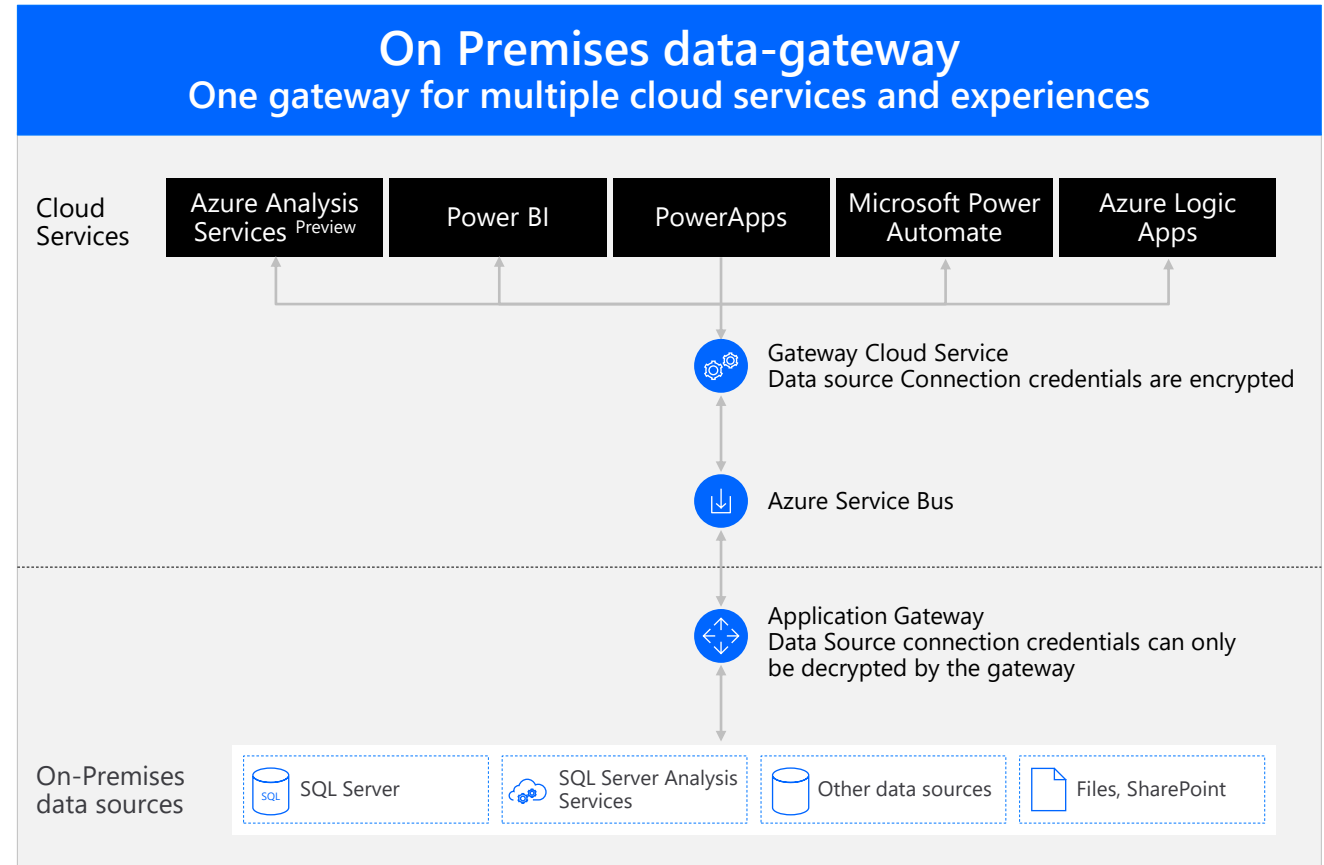 On Premises data-gateway
One gateway for multiple cloud services and experiences
Cloud
Services
Azure Analysis
Services Preview
Power BI
PowerApps
Microsoft Power
Automate
Azure Logic
Apps
Gateway Cloud Service
Data source Connection credentials are encrypted
Azure Service Bus
Application Gateway
Data Source connection credentials can only
be decrypted by the gateway
On-Premises
data sources
SQL
SQL Server
SQL Server Analysis
Services
Other data sources
Files, SharePoint